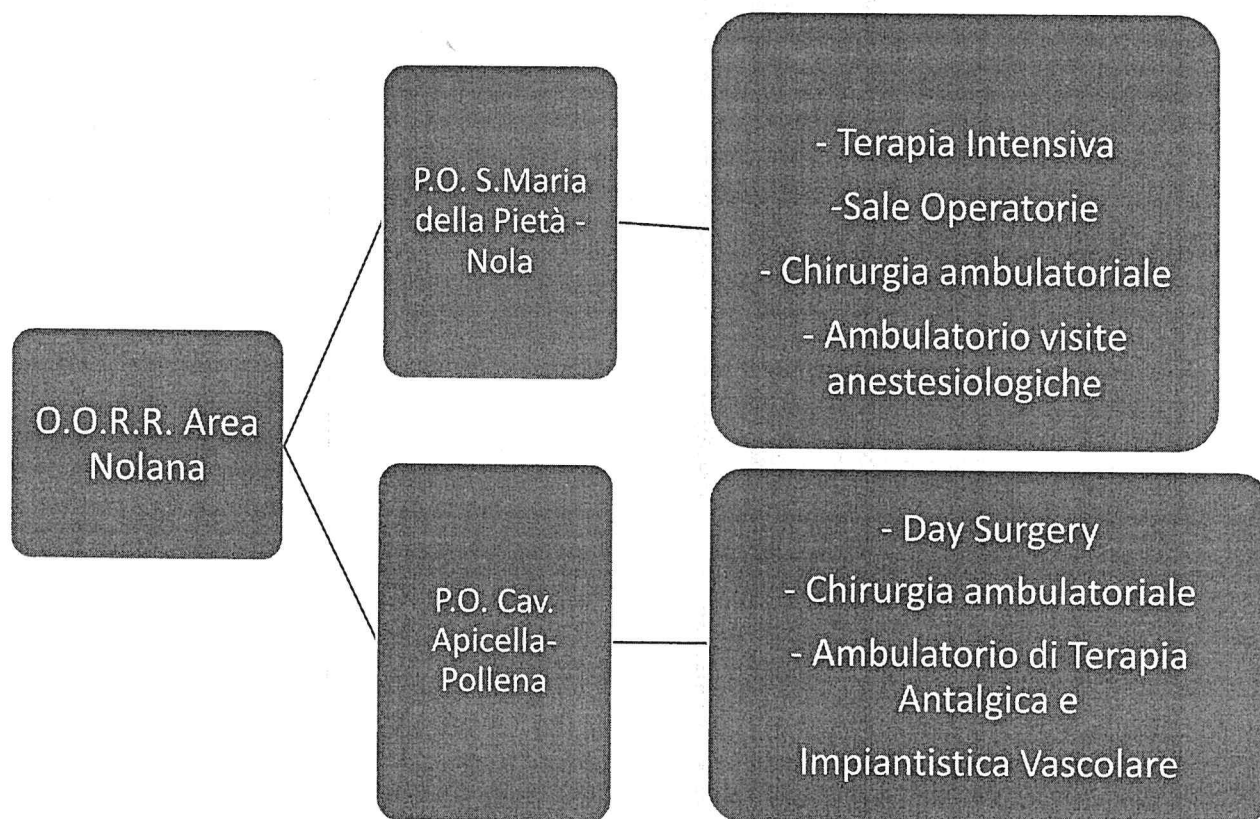 O.O.R.R. Area
Nolana
P.O. S.Maria
della Pietà -
Nola
- Terapia Intensiva
-Sale Operatorie
- Chirurgia ambulatoriale
- Ambulatorio visite
anestesiologiche
P.O. Cav.
Apicella-
Pollena
- Day Surgery
- Chirurgia ambulatoriale
- Ambulatorio di Terapia
Antalgica e
Impiantistica Vascolare